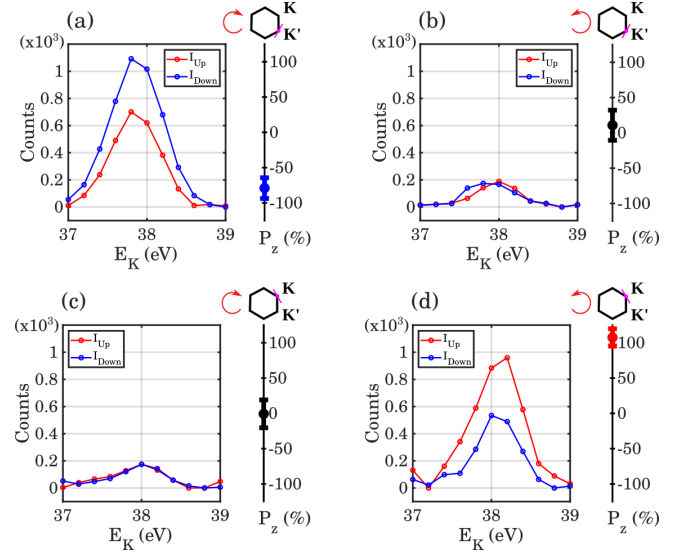 (a)
K
K'
(x10³)
I_Up
I_Down
1
0.8
0.6
0.4
0.2
0
Counts
37 38 39
E_K (eV)
100
50
0
-50
-100
P_z (%)
(b)
K
K'
(x10³)
I_Up
I_Down
1
0.8
0.6
0.4
0.2
0
Counts
37 38 39
E_K (eV)
100
50
0
-50
-100
P_z (%)
(c)
K
K'
(x10³)
I_Up
I_Down
1
0.8
0.6
0.4
0.2
0
Counts
37 38 39
E_K (eV)
100
50
0
-50
-100
P_z (%)
(d)
K
K'
(x10³)
I_Up
I_Down
1
0.8
0.6
0.4
0.2
0
Counts
37 38 39
E_K (eV)
100
50
0
-50
-100
P_z (%)